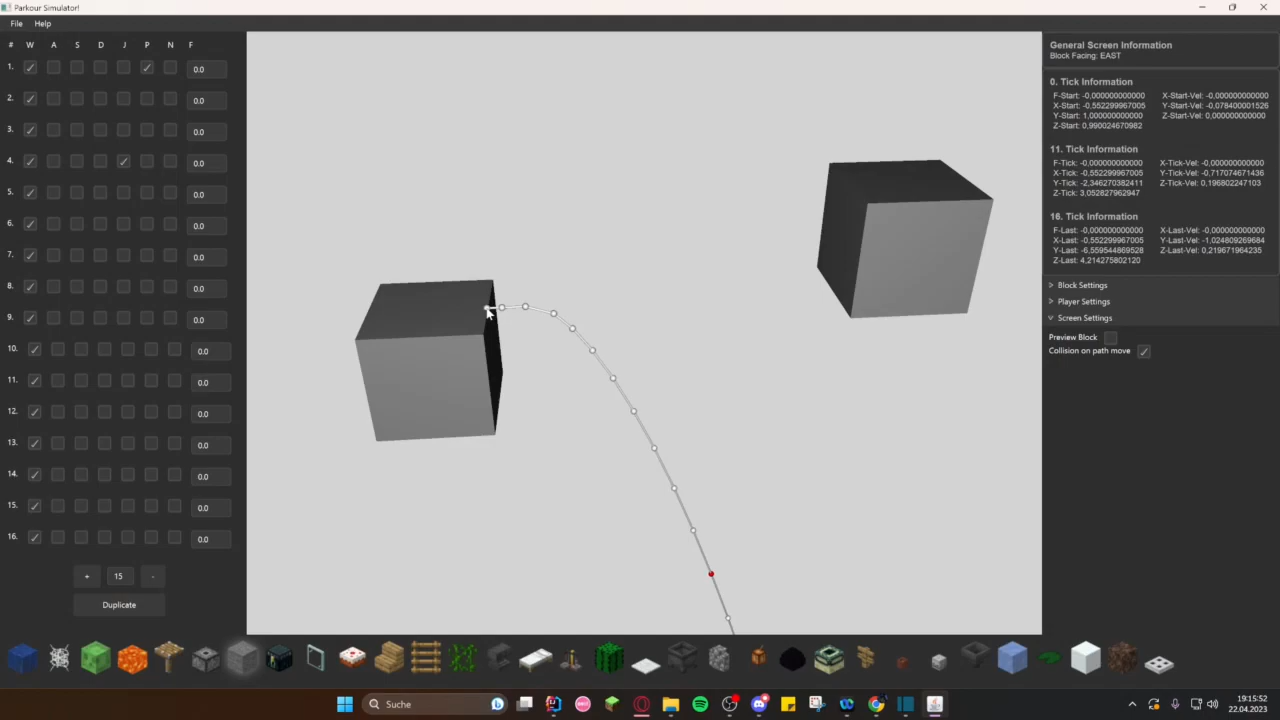 Parkour Simulator!
File Help
# W A S D J P N F
1. 0.0
2. 0.0
3. 0.0
4. 0.0
5. 0.0
6. 0.0
7. 0.0
8. 0.0
9. 0.0
10. 0.0
11. 0.0
12. 0.0
13. 0.0
14. 0.0
15. 0.0
16. 0.0
+ 15 -
Duplicate
General Screen Information
Block Facing: EAST
0. Tick Information
F-Start: -0,000000000000 X-Start-Vel: -0,000000000000
X-Start: -0,552299967005 Y-Start-Vel: -0,078400001526
Y-Start: 1,000000000000 Z-Start-Vel: 0,000000000000
Z-Start: 0,990024670982
11. Tick Information
F-Tick: -0,000000000000 X-Tick-Vel: -0,000000000000
X-Tick: -0,552299967005 Y-Tick-Vel: -0,717074671436
Y-Tick: -2,346270382411 Z-Tick-Vel: 0,196802247103
Z-Tick: 3,052827962947
16. Tick Information
F-Last: -0,000000000000 X-Last-Vel: -0,000000000000
X-Last: -0,552299967005 Y-Last-Vel: -1,024809269684
Y-Last: -6,559544869528 Z-Last-Vel: 0,219671964235
Z-Last: 4,214275802120
Block Settings
Player Settings
Screen Settings
Preview Block
Collision on path move
Suche
19:15:52
22.04.2023